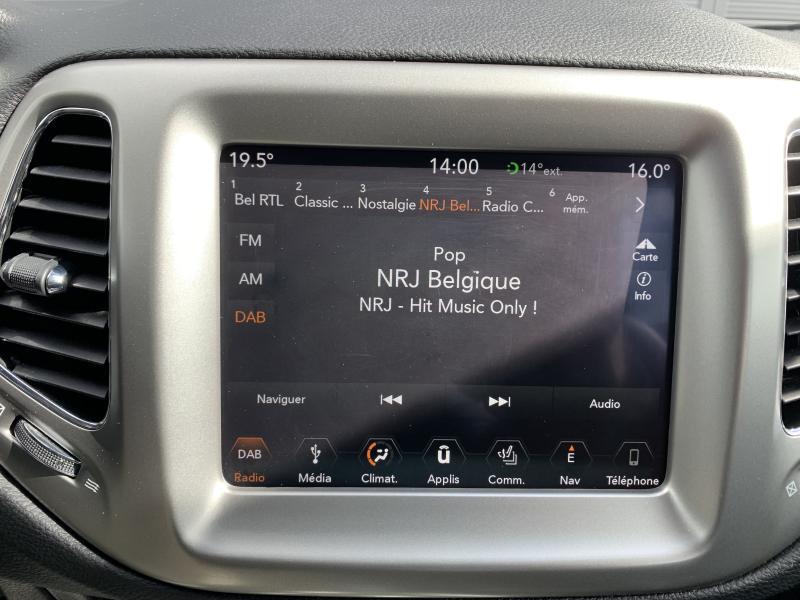 19.5° 14:00 14°ext. 16.0°
1 2 3 4 5 6
Bel RTL Classic ... Nostalgie NRJ Bel... Radio C... App. mém.
FM
AM
DAB
Pop
NRJ Belgique
NRJ - Hit Music Only !
Carte
Info
Naviguer Audio
DAB E
Radio Média Climat. Applis Comm. Nav Téléphone